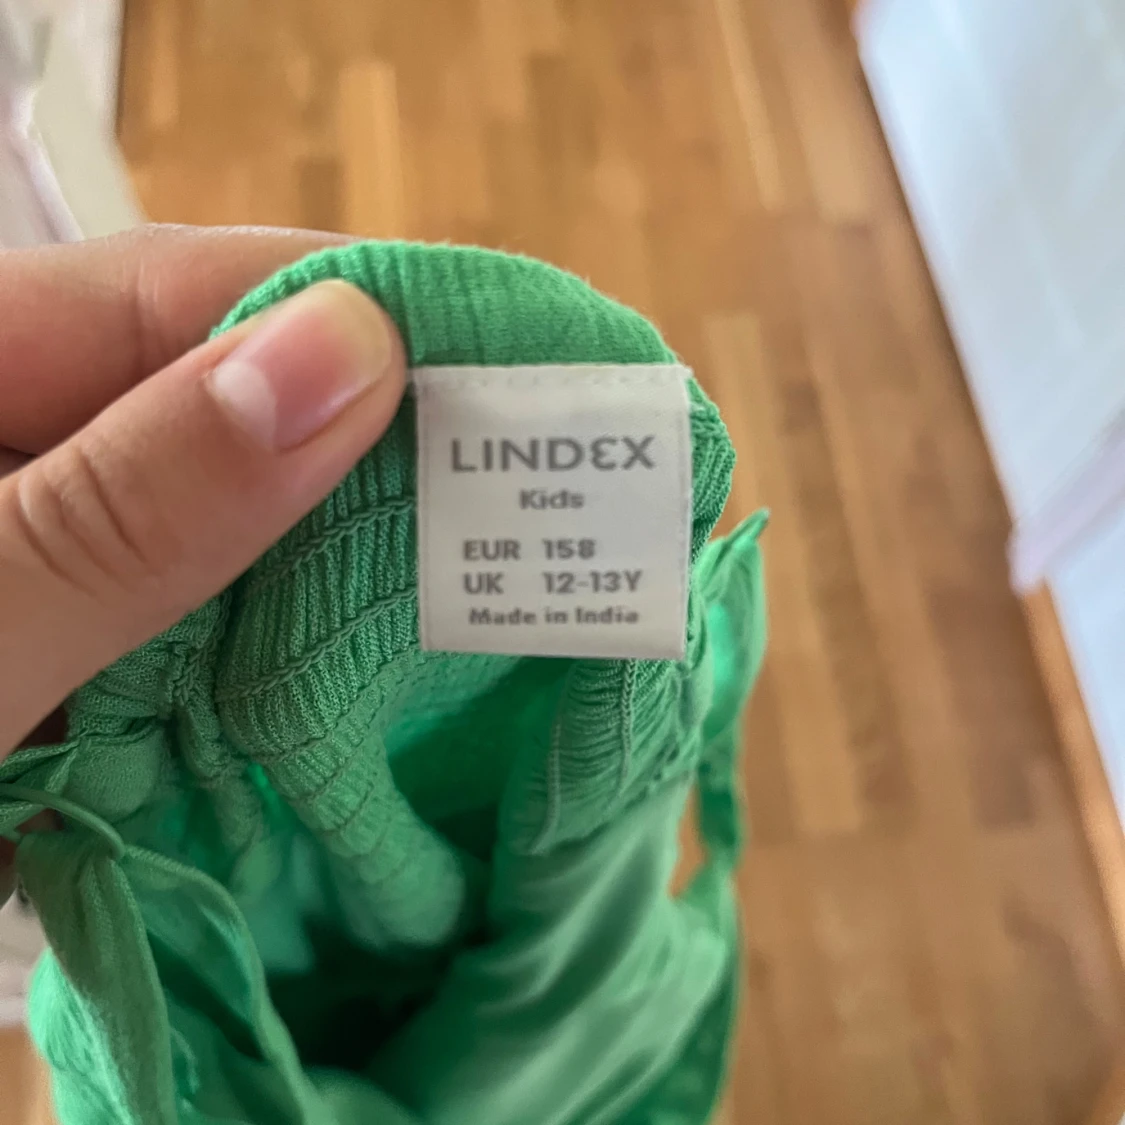 LINDEX
Kids
EUR 158
UK 12-13Y
Made in India